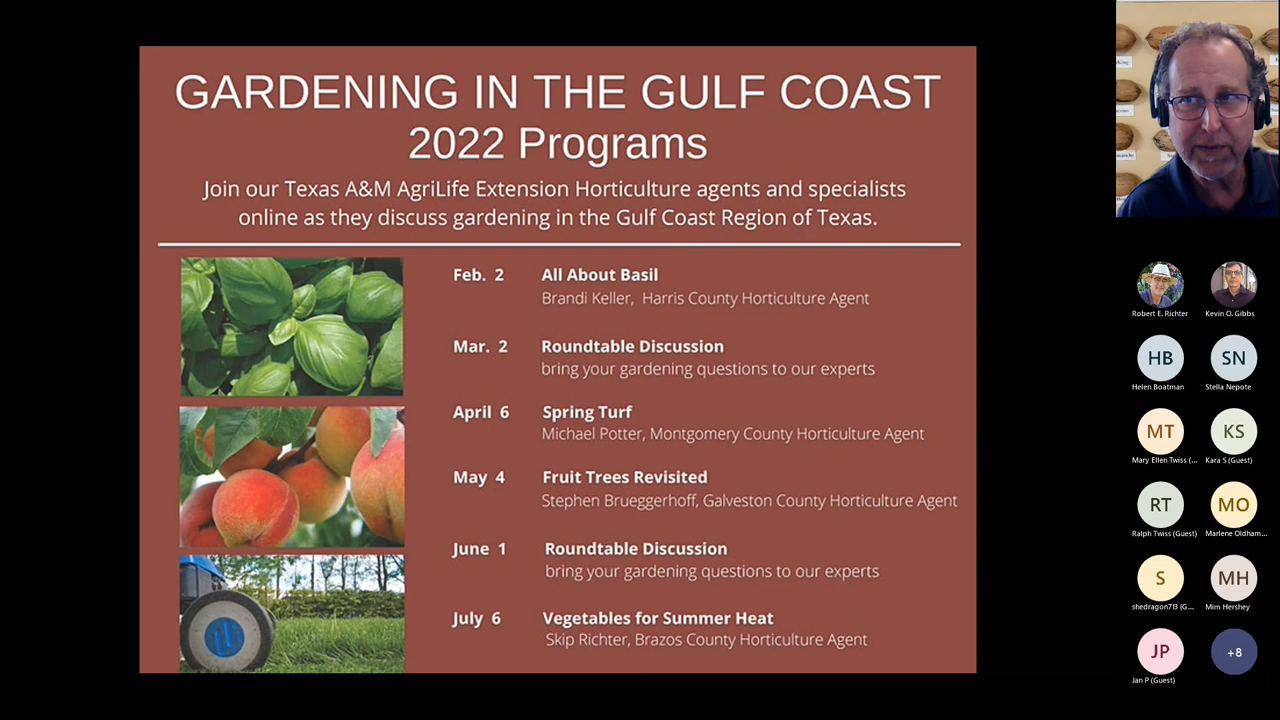 GARDENING IN THE GULF COAST
2022 Programs
Join our Texas A&M AgriLife Extension Horticulture agents and specialists
online as they discuss gardening in the Gulf Coast Region of Texas.
Feb. 2 All About Basil
Brandi Keller, Harris County Horticulture Agent
Mar. 2 Roundtable Discussion
bring your gardening questions to our experts
April 6 Spring Turf
Michael Potter, Montgomery County Horticulture Agent
May 4 Fruit Trees Revisited
Stephen Brueggerhoff, Galveston County Horticulture Agent
June 1 Roundtable Discussion
bring your gardening questions to our experts
July 6 Vegetables for Summer Heat
Skip Richter, Brazos County Horticulture Agent
Robert E. Richter Kevin O. Gibbs
HB SN
Helen Boatman Stella Nepote
MT KS
Mary Ellen Twiss (... Kara S (Guest)
RT MO
Ralph Twiss (Guest) Marlene Oldham...
S MH
shedragon713 (G... Mim Hershey
JP +8
Jan P (Guest)